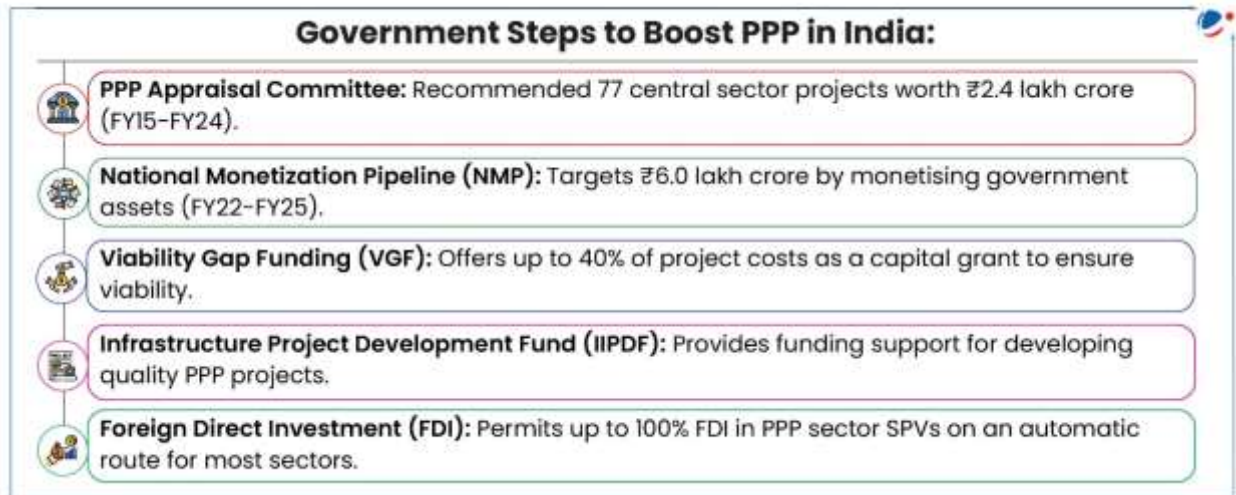 Government Steps to Boost PPP in India:
PPP Appraisal Committee: Recommended 77 central sector projects worth ₹2.4 lakh crore
(FY15-FY24).
National Monetization Pipeline (NMP): Targets ₹6.0 lakh crore by monetising government
assets (FY22-FY25).
Viability Gap Funding (VGF): Offers up to 40% of project costs as a capital grant to ensure
viability.
Infrastructure Project Development Fund (IIPDF): Provides funding support for developing
quality PPP projects.
Foreign Direct Investment (FDI): Permits up to 100% FDI in PPP sector SPVs on an automatic
route for most sectors.